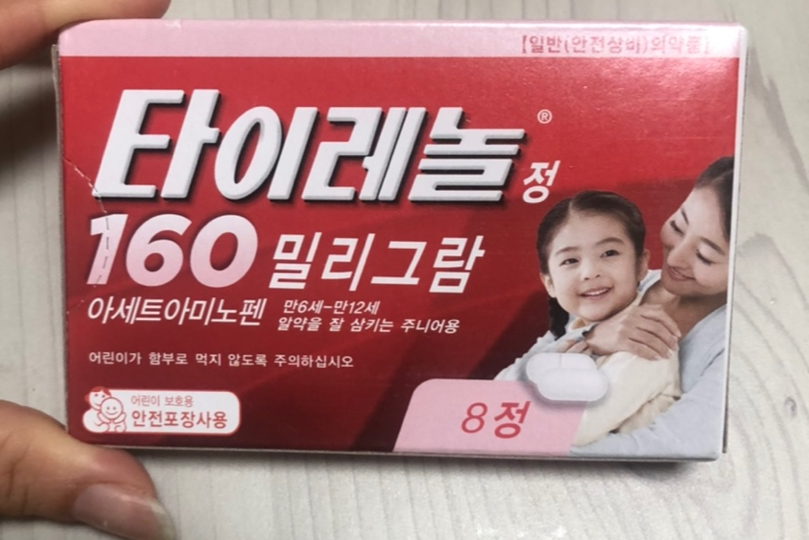 【일반(안전상비)의약품】
타이레놀® 정
160 밀리그람
아세트아미노펜
만6세-만12세
알약을 잘 삼키는 주니어용
어린이가 함부로 먹지 않도록 주의하십시오
어린이 보호용
안전포장사용
8정